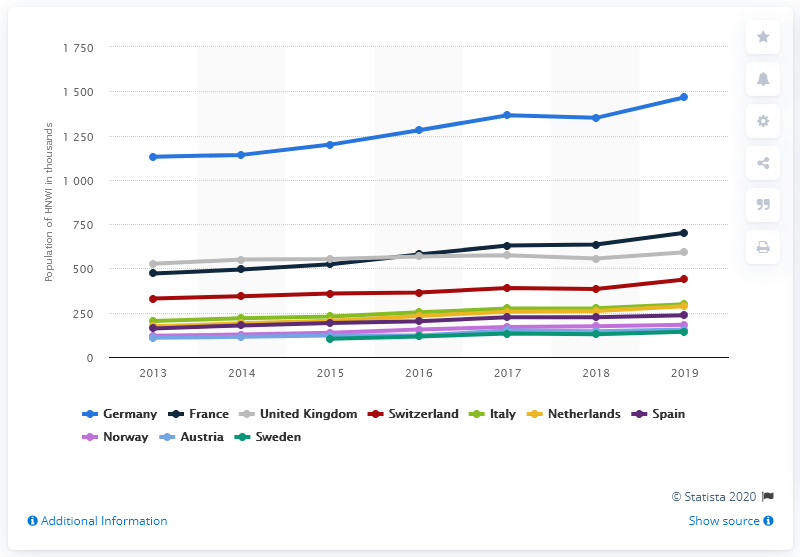 1 750
1 500
1 250
1 000
750
500
250
0
Population of HNWI in thousands
2013 2014 2015 2016 2017 2018 2019
Germany France United Kingdom Switzerland Italy Netherlands Spain
Norway Austria Sweden
© Statista 2020
Additional Information Show source